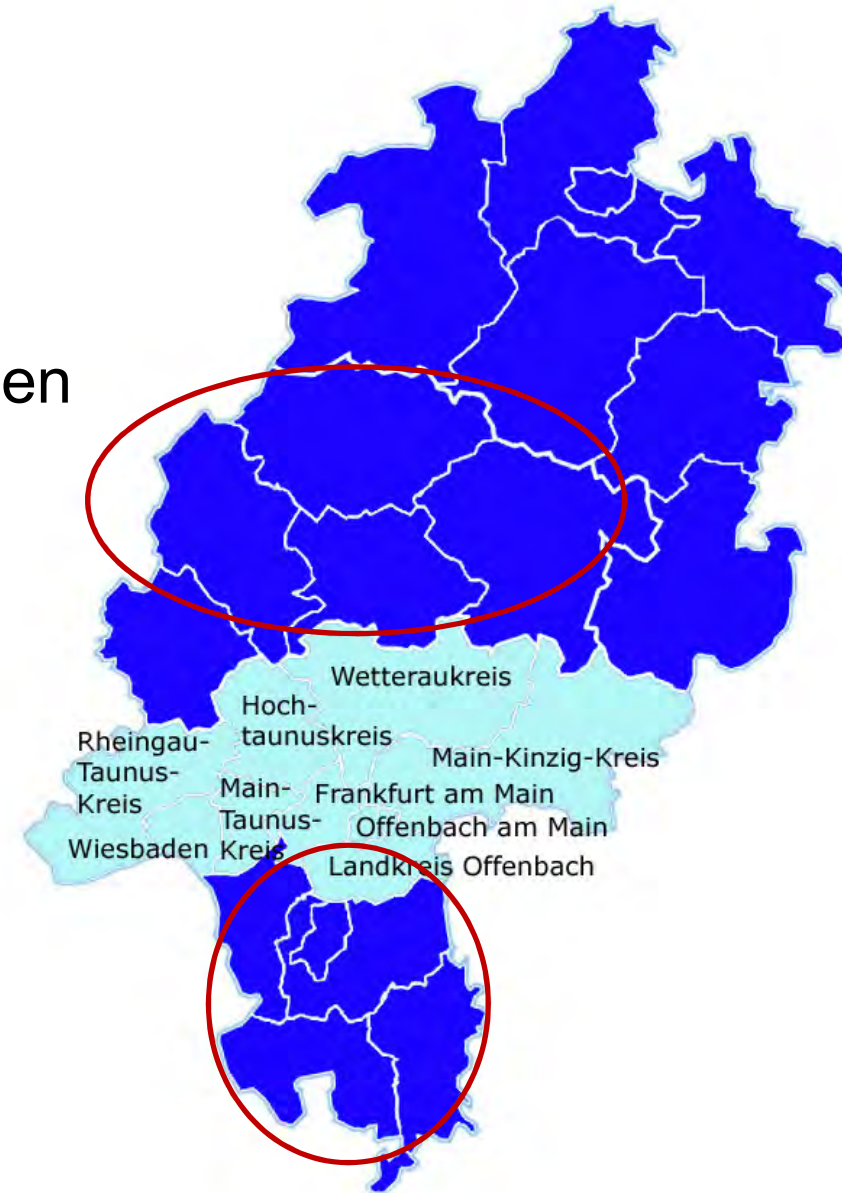 en
Wetteraukreis
Hoch-
taunuskreis
Rheingau-
Taunus-
Kreis
Main-Kinzig-Kreis
Main-
Taunus-
Kreis
Frankfurt am Main
Offenbach am Main
Wiesbaden
Landkreis Offenbach